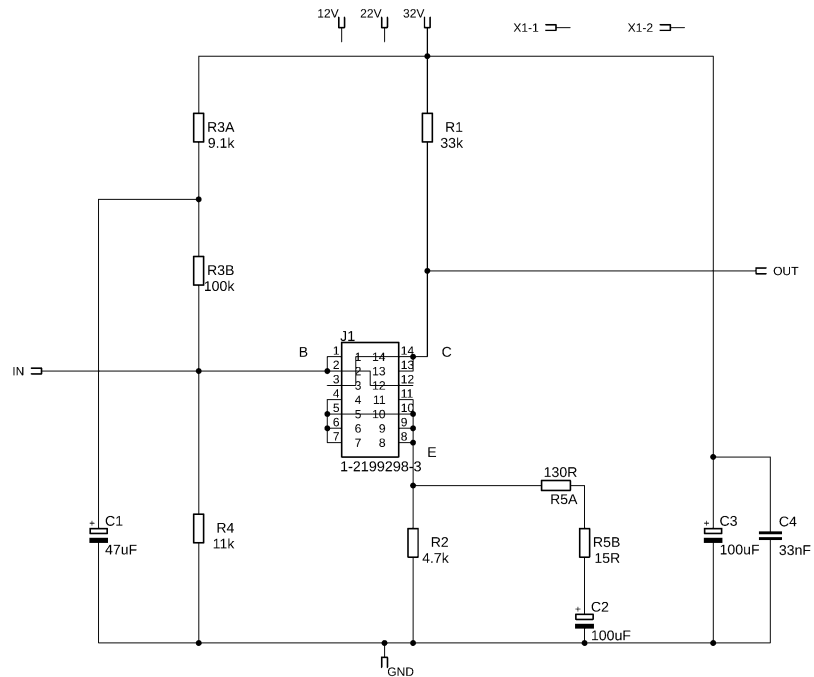 12V 22V 32V X1-1 X1-2
R3A
9.1k
R1
33k
R3B
100k
OUT
J1
B
C
IN
1 1 14 14
2 2 13 13
3 3 12 12
4 4 11 11
5 5 10 10
6 6 9 9
7 7 8 8
E
1-2199298-3
130R
R5A
+ C1
47uF
R4
11k
R2
4.7k
R5B
15R
+ C3
100uF
C4
33nF
+ C2
100uF
GND